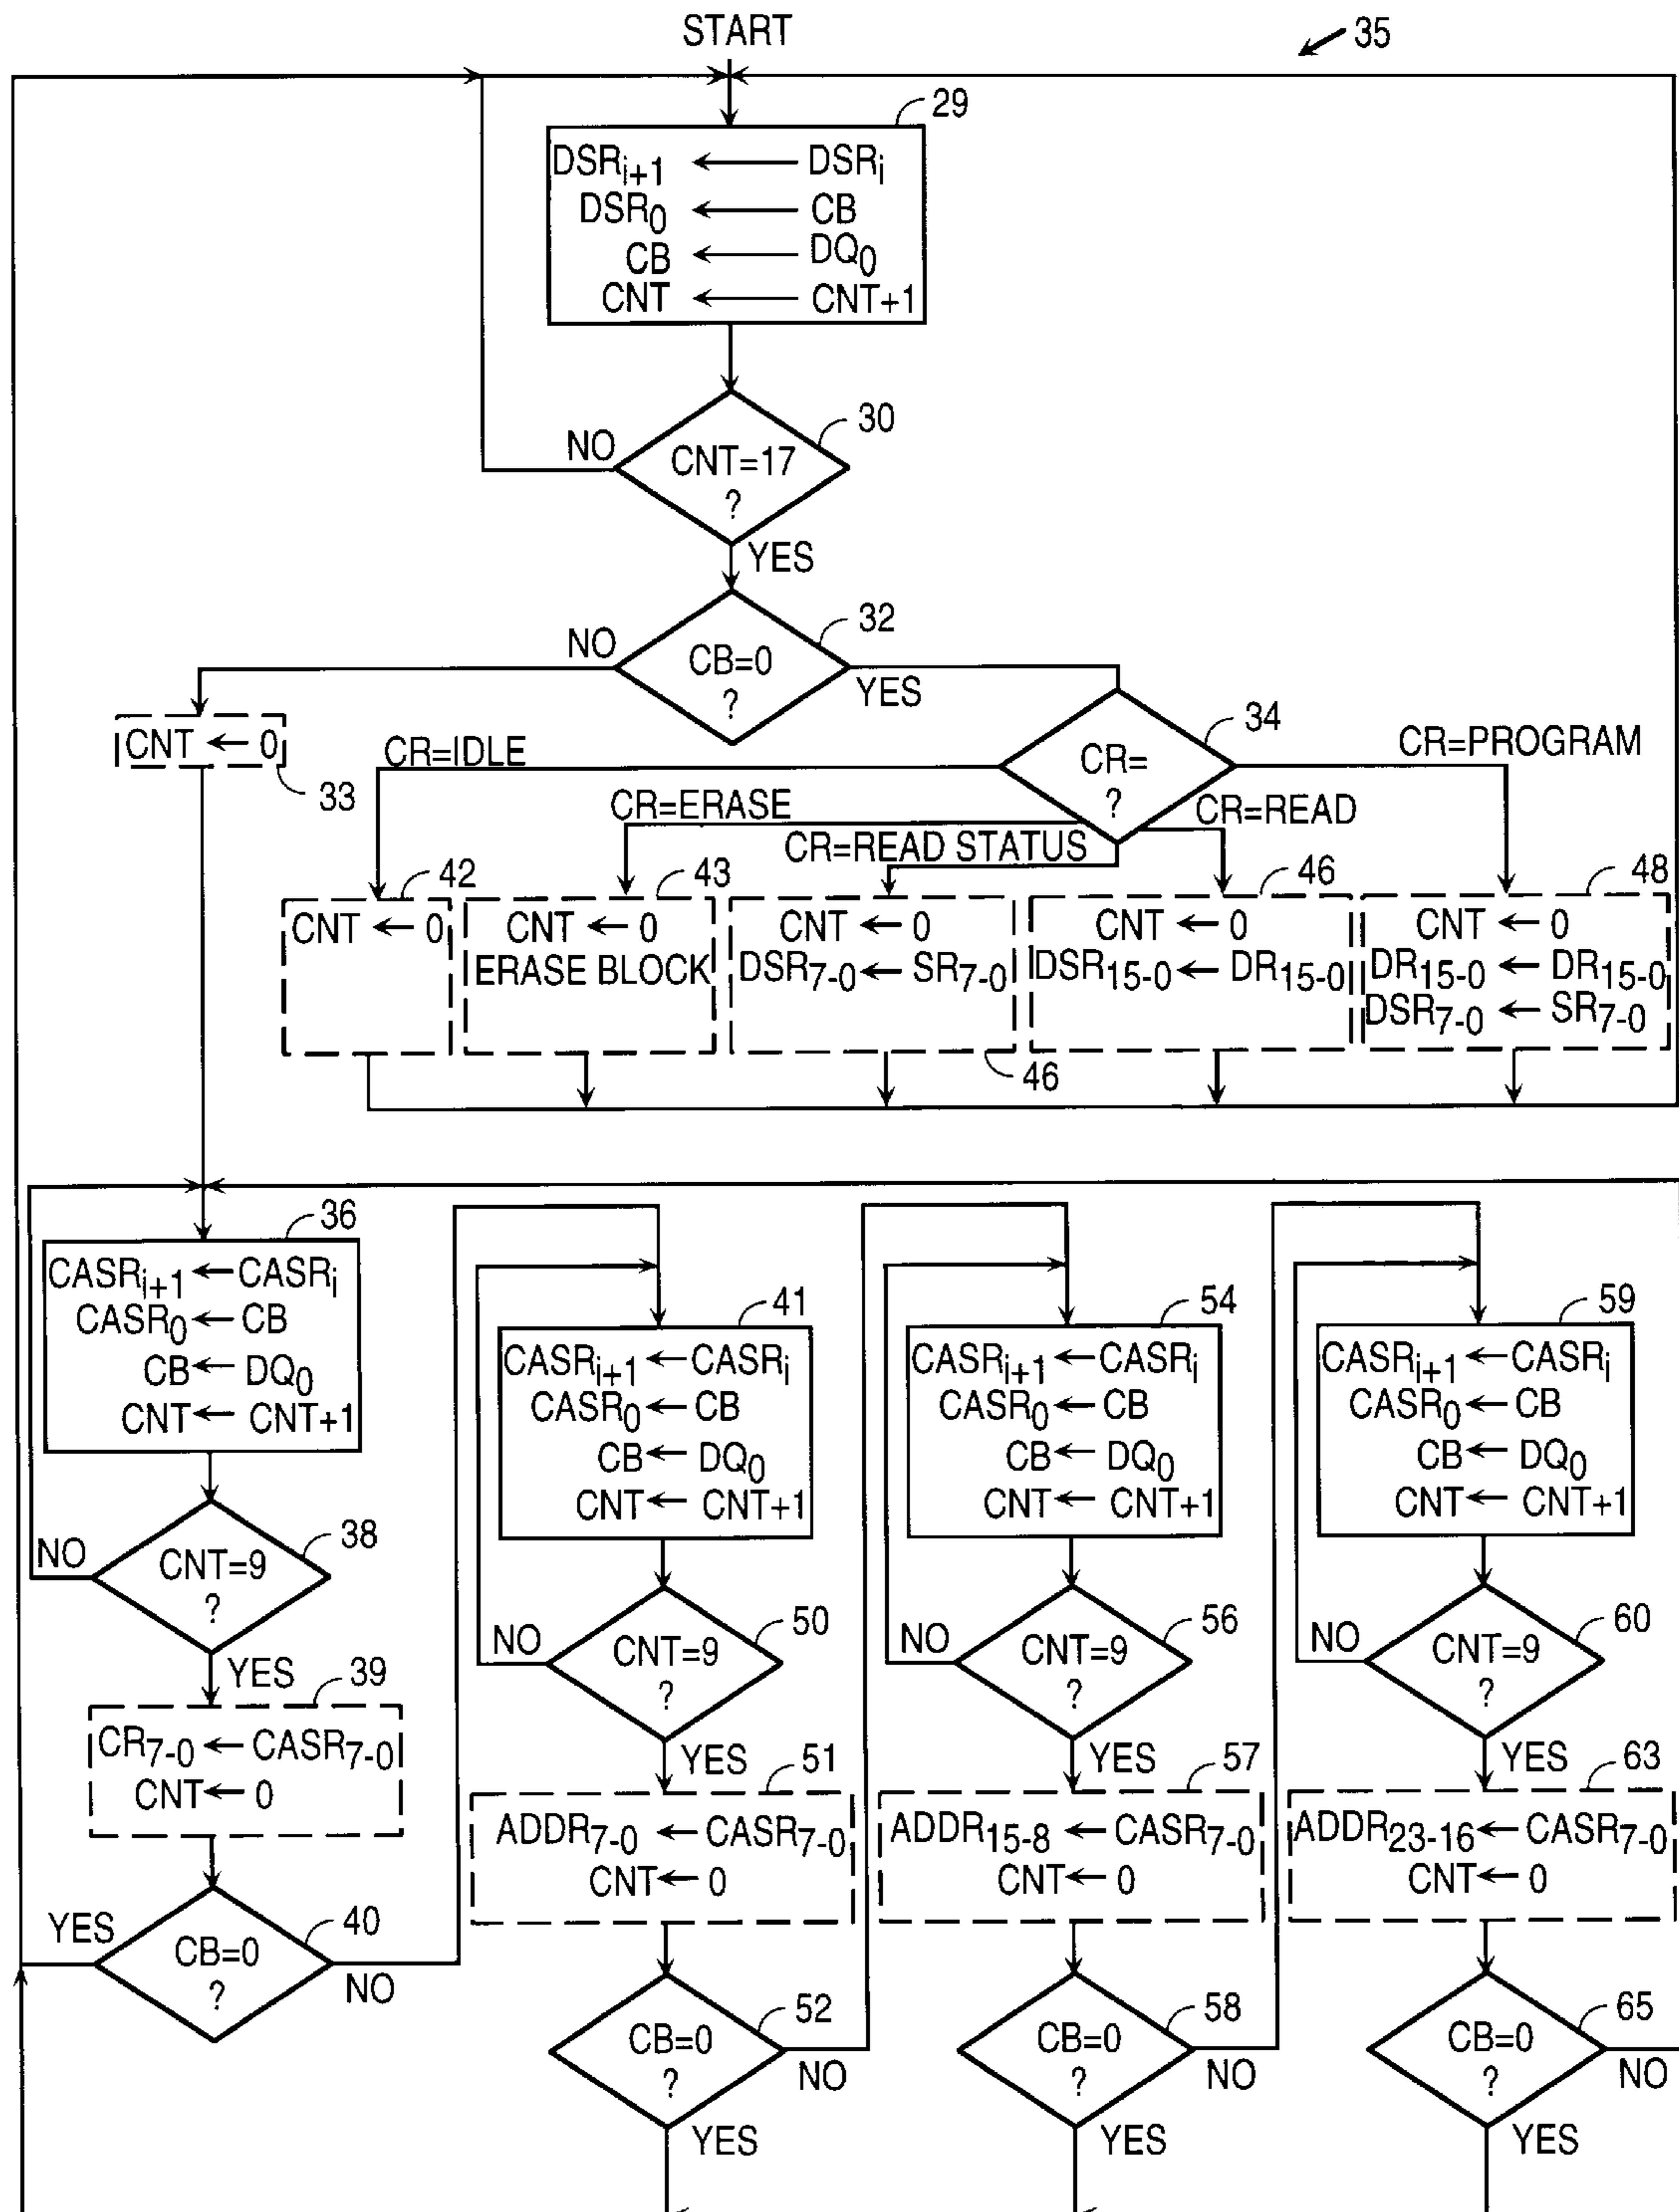 START
35
29
DSRi+1 ← DSRi
DSR0 ← CB
CB ← DQ0
CNT ← CNT+1
30
NO
CNT=17
?
YES
32
NO
CB=0
?
YES
34
CR=
?
CNT ← 0
33
CR=IDLE
CR=PROGRAM
CR=ERASE
CR=READ
CR=READ STATUS
42
CNT ← 0
43
CNT ← 0
ERASE BLOCK
CNT ← 0
DSR7-0 ← SR7-0
46
46
CNT ← 0
DSR15-0 ← DR15-0
48
CNT ← 0
DR15-0 ← DR15-0
DSR7-0 ← SR7-0
36
CASRi+1 ← CASRi
CASR0 ← CB
CB ← DQ0
CNT ← CNT+1
38
NO
CNT=9
?
YES
39
CR7-0 ← CASR7-0
CNT ← 0
40
YES
CB=0
?
NO
41
CASRi+1 ← CASRi
CASR0 ← CB
CB ← DQ0
CNT ← CNT+1
50
NO
CNT=9
?
YES
51
ADDR7-0 ← CASR7-0
CNT ← 0
52
CB=0
?
NO
YES
54
CASRi+1 ← CASRi
CASR0 ← CB
CB ← DQ0
CNT ← CNT+1
56
NO
CNT=9
?
YES
57
ADDR15-8 ← CASR7-0
CNT ← 0
58
CB=0
?
NO
YES
59
CASRi+1 ← CASRi
CASR0 ← CB
CB ← DQ0
CNT ← CNT+1
60
NO
CNT=9
?
YES
63
ADDR23-16 ← CASR7-0
CNT ← 0
65
CB=0
?
NO
YES